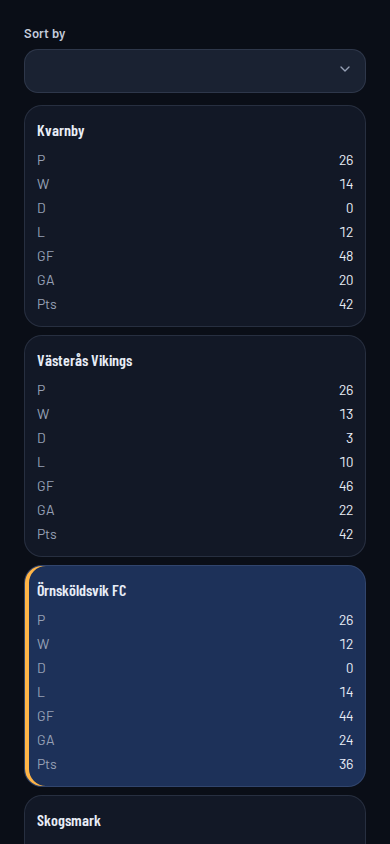 Sort by
Kvarnby
P 26
W 14
D 0
L 12
GF 48
GA 20
Pts 42
Västerås Vikings
P 26
W 13
D 3
L 10
GF 46
GA 22
Pts 42
Örnsköldsvik FC
P 26
W 12
D 0
L 14
GF 44
GA 24
Pts 36
Skogsmark